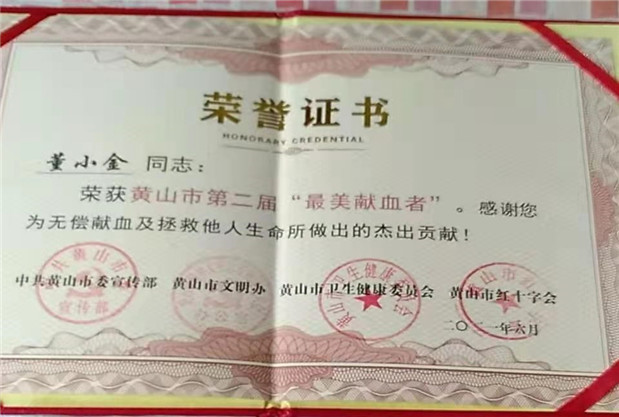 荣誉证书
HONORARY CREDENTIAL
董小金 同志：
荣获黄山市第二届“最美献血者”。感谢您
为无偿献血及拯救他人生命所做出的杰出贡献！
中共黄山市委宣传部 黄山市文明办 黄山市卫生健康委员会 黄山市红十字会
二〇二一年六月